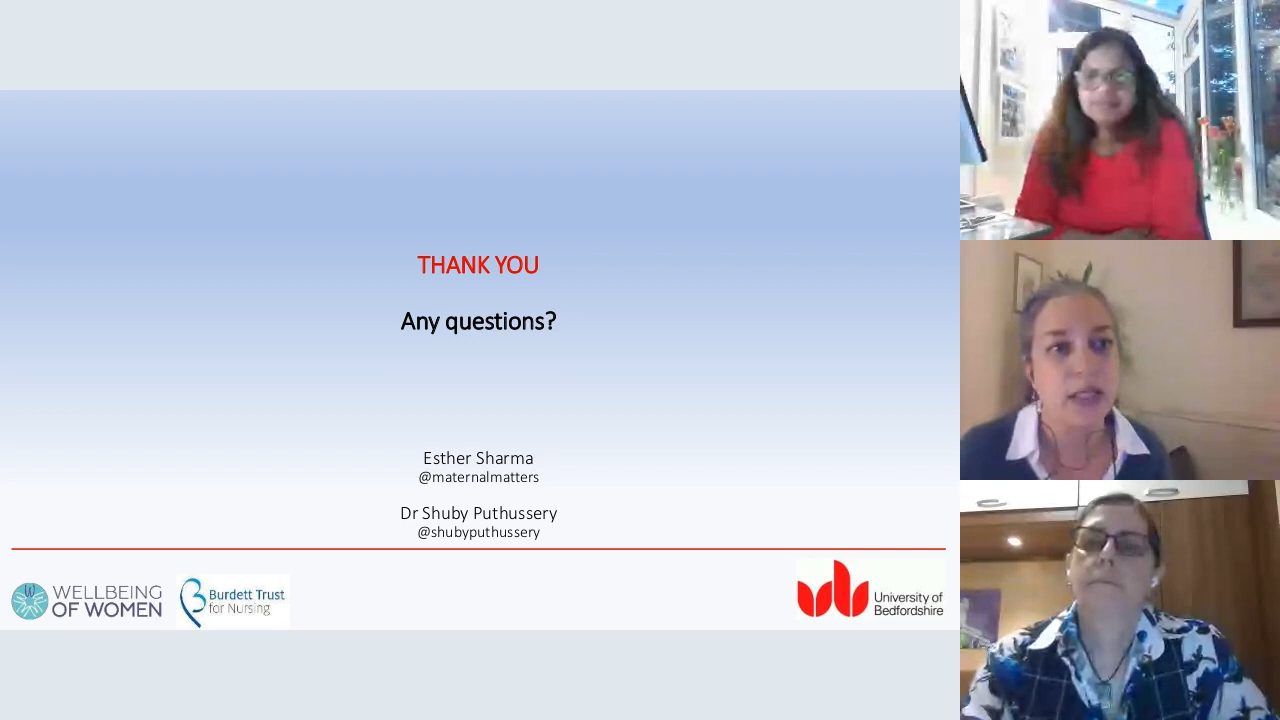 THANK YOU
Any questions?
Esther Sharma
@maternalmatters
Dr Shuby Puthussery
@shubyputhussery
WELLBEING
OF WOMEN
Burdett Trust
for Nursing
University of
Bedfordshire